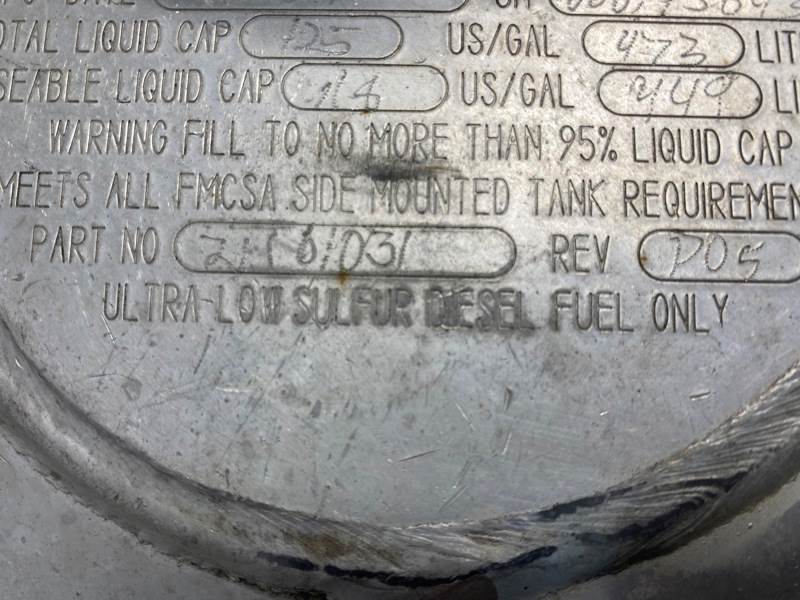 OTAL LIQUID CAP 125 US/GAL 473 LIT
SEABLE LIQUID CAP 118 US/GAL 449 LI
WARNING FILL TO NO MORE THAN 95% LIQUID CAP
MEETS ALL FMCSA SIDE MOUNTED TANK REQUIREMEN
PART NO REV
ULTRA-LOW SULFUR DIESEL FUEL ONLY